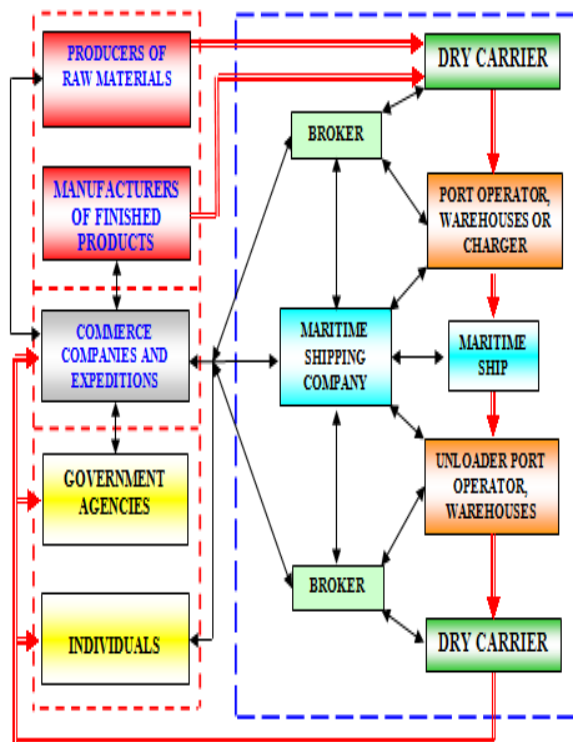 PRODUCERS OF
RAW MATERIALS
MANUFACTURERS
OF FINISHED
PRODUCTS
COMMERCE
COMPANIES AND
EXPEDITIONS
GOVERNMENT
AGENCIES
INDIVIDUALS
BROKER
MARITIME
SHIPPING
COMPANY
BROKER
DRY CARRIER
PORT OPERATOR,
WAREHOUSES OR
CHARGER
MARITIME
SHIP
UNLOADER PORT
OPERATOR,
WAREHOUSES
DRY CARRIER